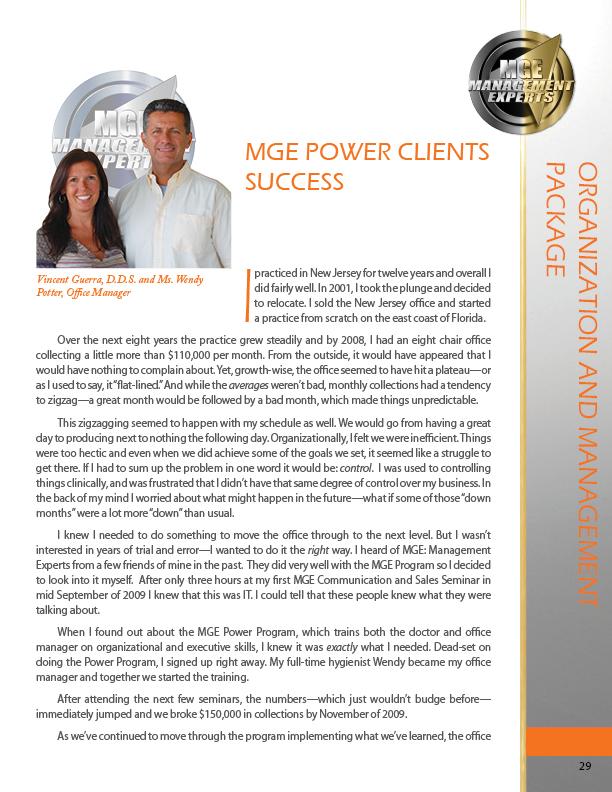 MGE
MANAGEMENT
EXPERTS
MGE
MANAGEMENT
EXPERTS
MGE POWER CLIENTS
SUCCESS
Vincent Guerra, D.D.S. and Ms. Wendy
Potter, Office Manager
I practiced in New Jersey for twelve years and overall I
did fairly well. In 2001, I took the plunge and decided
to relocate. I sold the New Jersey office and started
a practice from scratch on the east coast of Florida.
Over the next eight years the practice grew steadily and by 2008, I had an eight chair office
collecting a little more than $110,000 per month. From the outside, it would have appeared that I
would have nothing to complain about. Yet, growth-wise, the office seemed to have hit a plateau—or
as I used to say, it “flat-lined.” And while the averages weren’t bad, monthly collections had a tendency
to zigzag—a great month would be followed by a bad month, which made things unpredictable.
This zigzagging seemed to happen with my schedule as well. We would go from having a great
day to producing next to nothing the following day. Organizationally, I felt we were inefficient. Things
were too hectic and even when we did achieve some of the goals we set, it seemed like a struggle to
get there. If I had to sum up the problem in one word it would be: control. I was used to controlling
things clinically, and was frustrated that I didn’t have that same degree of control over my business. In
the back of my mind I worried about what might happen in the future—what if some of those “down
months” were a lot more “down” than usual.
I knew I needed to do something to move the office through to the next level. But I wasn’t
interested in years of trial and error—I wanted to do it the right way. I heard of MGE: Management
Experts from a few friends of mine in the past. They did very well with the MGE Program so I decided
to look into it myself. After only three hours at my first MGE Communication and Sales Seminar in
mid September of 2009 I knew that this was IT. I could tell that these people knew what they were
talking about.
When I found out about the MGE Power Program, which trains both the doctor and office
manager on organizational and executive skills, I knew it was exactly what I needed. Dead-set on
doing the Power Program, I signed up right away. My full-time hygienist Wendy became my office
manager and together we started the training.
After attending the next few seminars, the numbers—which just wouldn’t budge before—
immediately jumped and we broke $150,000 in collections by November of 2009.
As we’ve continued to move through the program implementing what we’ve learned, the office
ORGANIZATION AND MANAGEMENT
PACKAGE
29